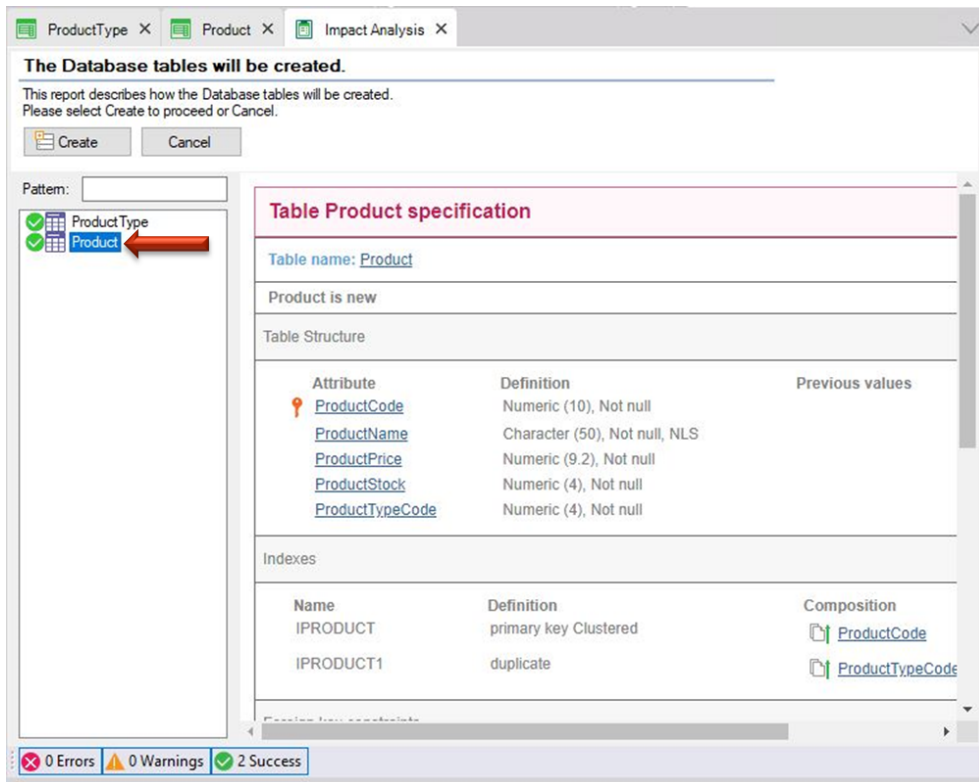 ProductType × Product × Impact Analysis ×
The Database tables will be created.
This report describes how the Database tables will be created.
Please select Create to proceed or Cancel.
Create Cancel
Pattern:
ProductType
Product
Table Product specification
Table name: Product
Product is new
Table Structure
Attribute Definition Previous values
ProductCode Numeric (10), Not null
ProductName Character (50), Not null, NLS
ProductPrice Numeric (9.2), Not null
ProductStock Numeric (4), Not null
ProductTypeCode Numeric (4), Not null
Indexes
Name Definition Composition
IPRODUCT primary key Clustered ProductCode
IPRODUCT1 duplicate ProductTypeCode
Foreign key constraints
0 Errors 0 Warnings 2 Success